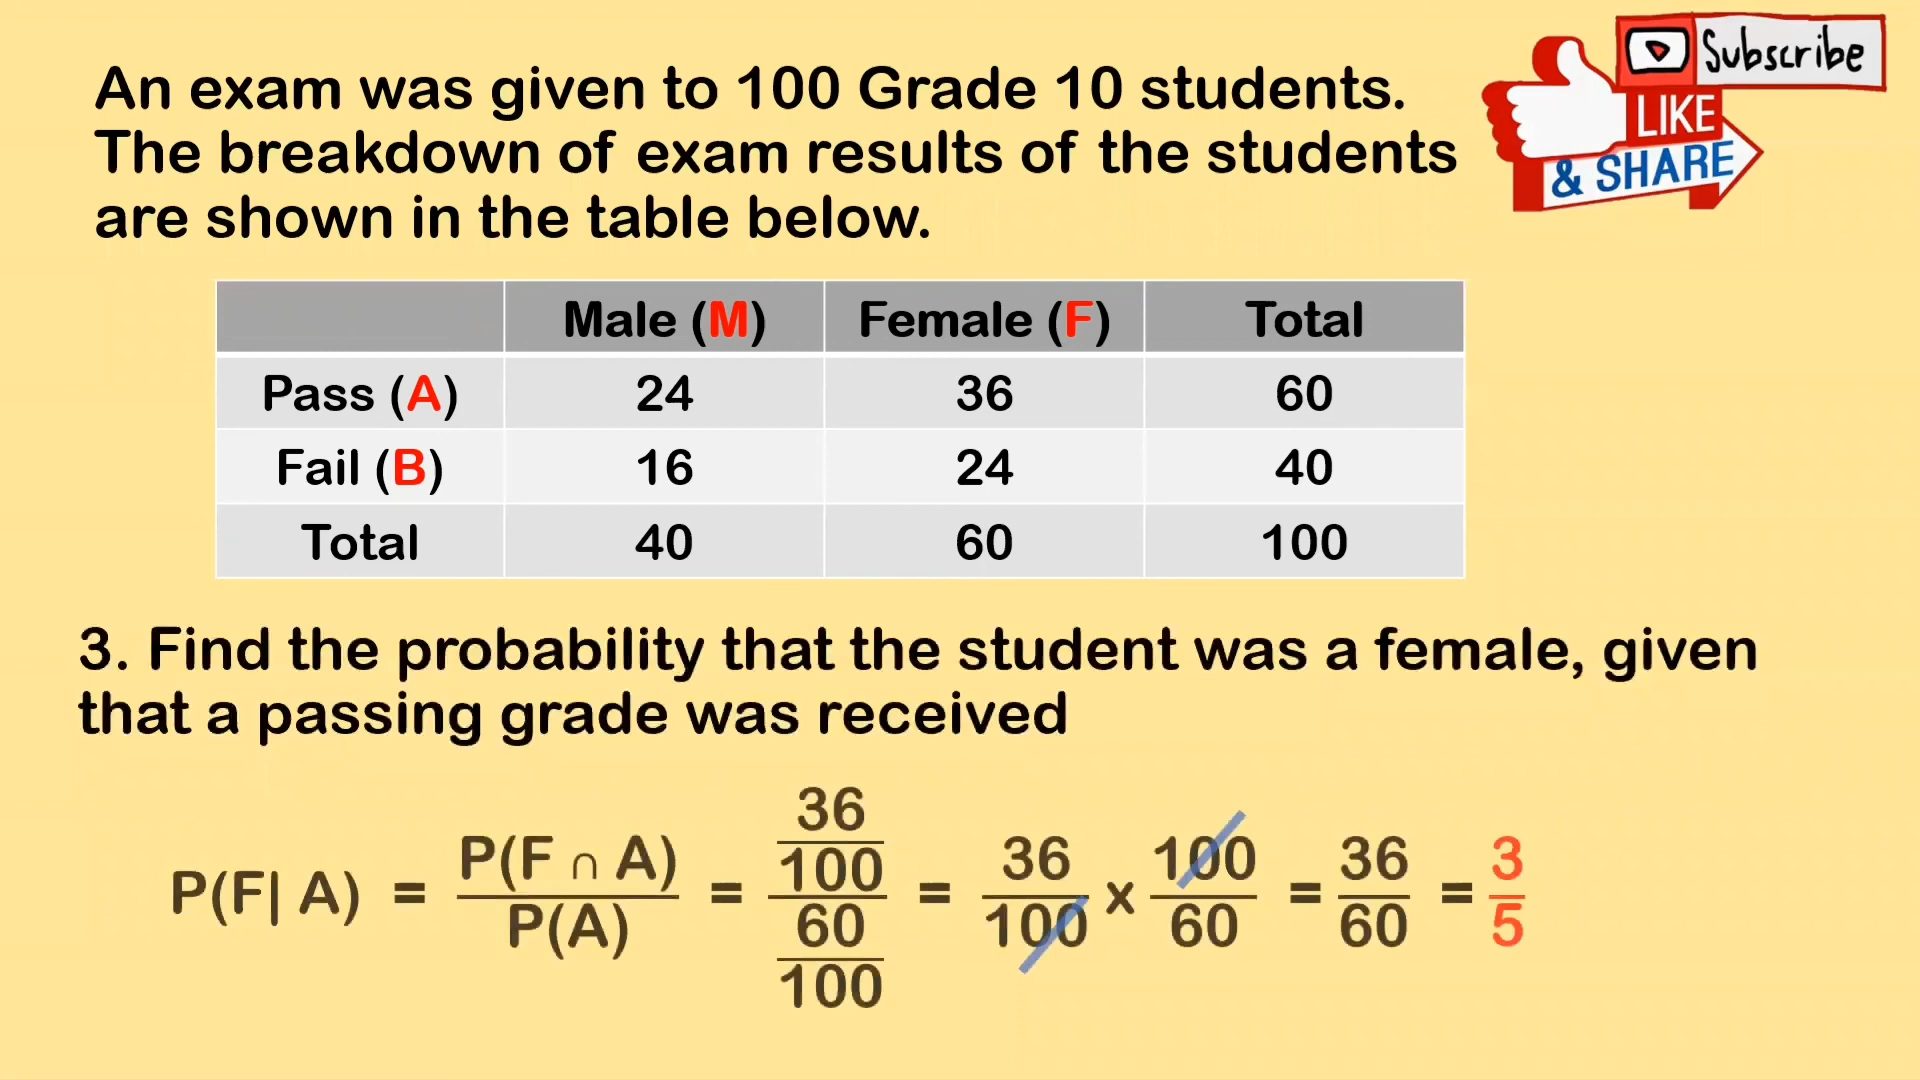 An exam was given to 100 Grade 10 students.
The breakdown of exam results of the students
are shown in the table below.
Subscribe
LIKE
& SHARE
Male (M) Female (F) Total
Pass (A) 24 36 60
Fail (B) 16 24 40
Total 40 60 100
3. Find the probability that the student was a female, given
that a passing grade was received
P(F| A) = P(F ∩ A) / P(A) = 36/100 / 60/100 = 36/100 x 100/60 = 36/60 = 3/5